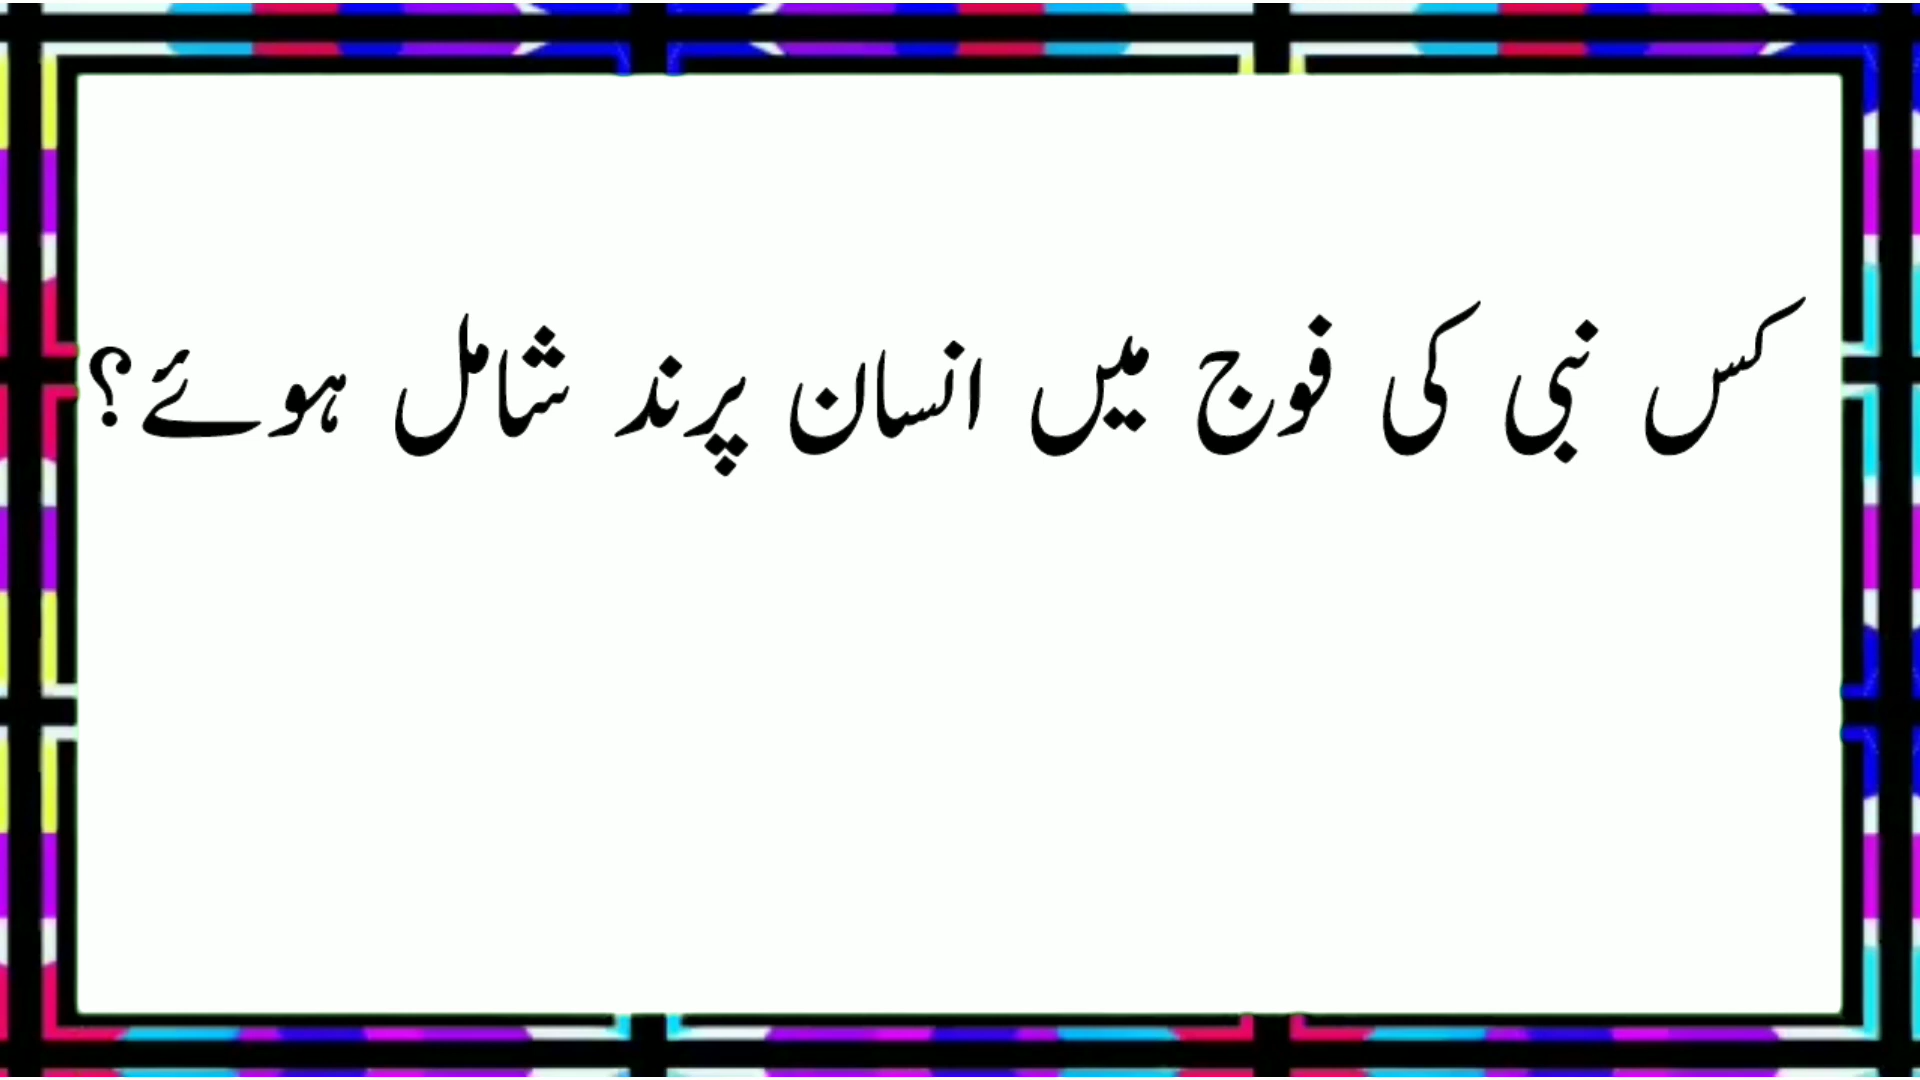 کس نبی کی فوج میں انسان پرند شامل ہوئے؟